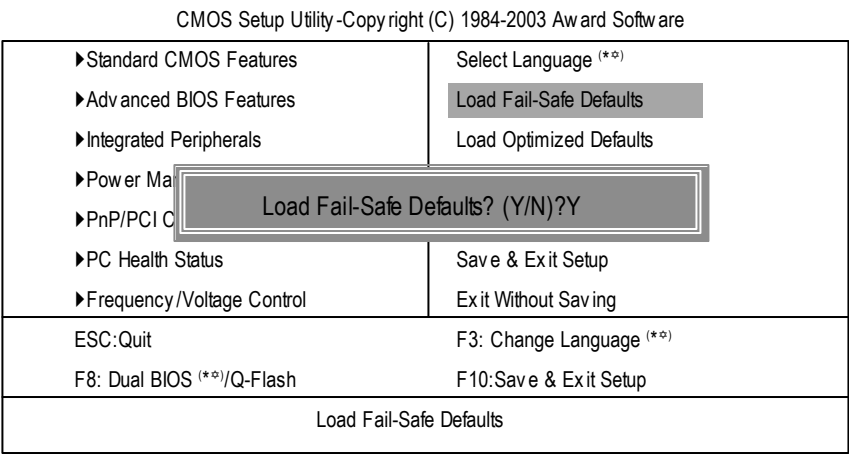 CMOS Setup Utility-Copyright (C) 1984-2003 Award Software
▶Standard CMOS Features
Select Language (*✡)
▶Advanced BIOS Features
Load Fail-Safe Defaults
▶Integrated Peripherals
Load Optimized Defaults
▶Power Ma
▶PnP/PCI C
Load Fail-Safe Defaults? (Y/N)?Y
▶PC Health Status
Save & Exit Setup
▶Frequency/Voltage Control
Exit Without Saving
ESC:Quit
F3: Change Language (*✡)
F8: Dual BIOS (*✡)/Q-Flash
F10:Save & Exit Setup
Load Fail-Safe Defaults